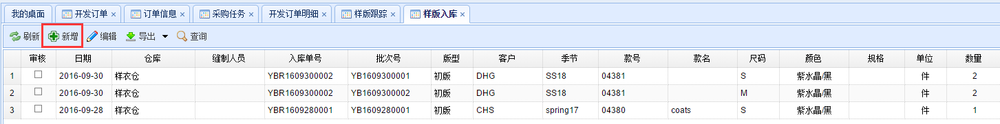 我的桌面 开发订单 × 订单信息 × 采购任务 × 开发订单明细 × 样版跟踪 × 样版入库 ×
刷新 新增 编辑 导出 查询
审核 日期 仓库 缝制人员 入库单号 批次号 版型 客户 季节 款号 款名 尺码 颜色 规格 单位 数量
1 2016-09-30 样衣仓 YBR1609300002 YB1609300001 初版 DHG SS18 04381 S 紫水晶/黑 件 2
2 2016-09-30 样衣仓 YBR1609300002 YB1609300002 初版 DHG SS18 04381 M 紫水晶/黑 件 2
3 2016-09-28 样衣仓 YBR1609280001 YB1609280001 初版 CHS spring17 04380 coats S 紫水晶/黑 件 1